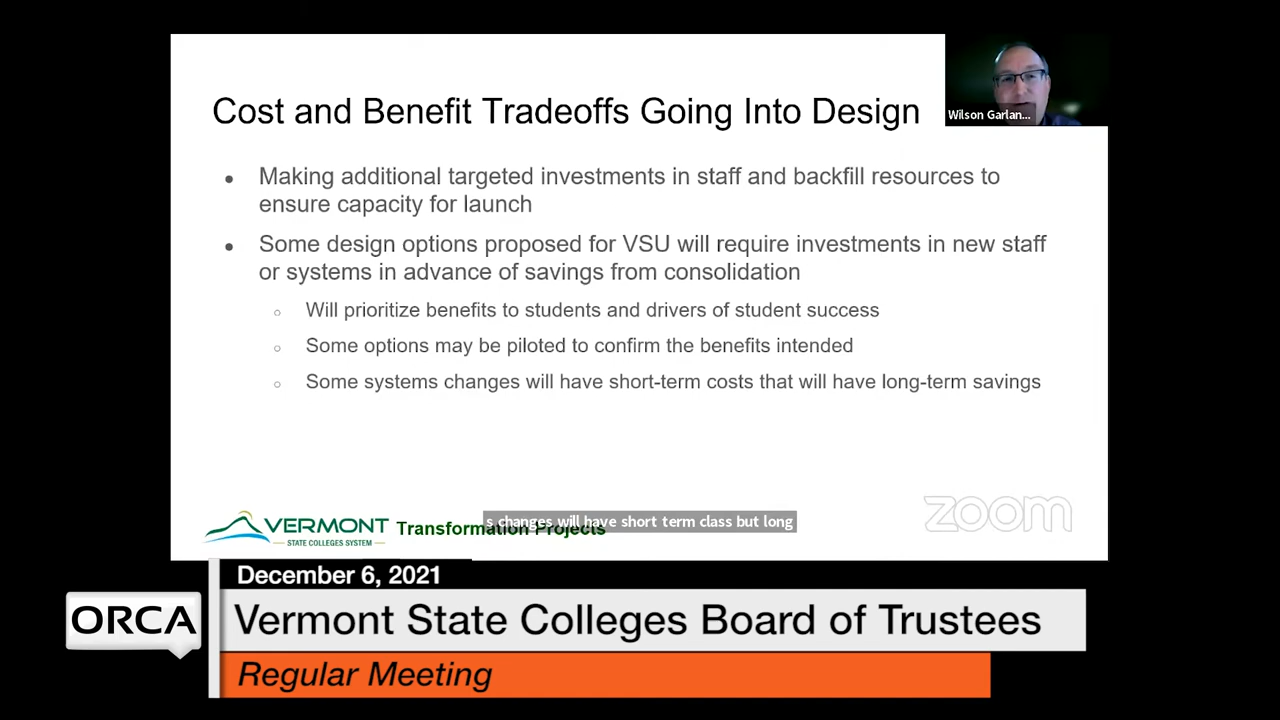 Cost and Benefit Tradeoffs Going Into Design
Wilson Garlan...
● Making additional targeted investments in staff and backfill resources to
ensure capacity for launch
● Some design options proposed for VSU will require investments in new staff
or systems in advance of savings from consolidation
○ Will prioritize benefits to students and drivers of student success
○ Some options may be piloted to confirm the benefits intended
○ Some systems changes will have short-term costs that will have long-term savings
VERMONT
STATE COLLEGES SYSTEM
Transformation Projects
s changes will have short term class but long
zoom
December 6, 2021
ORCA
Vermont State Colleges Board of Trustees
Regular Meeting